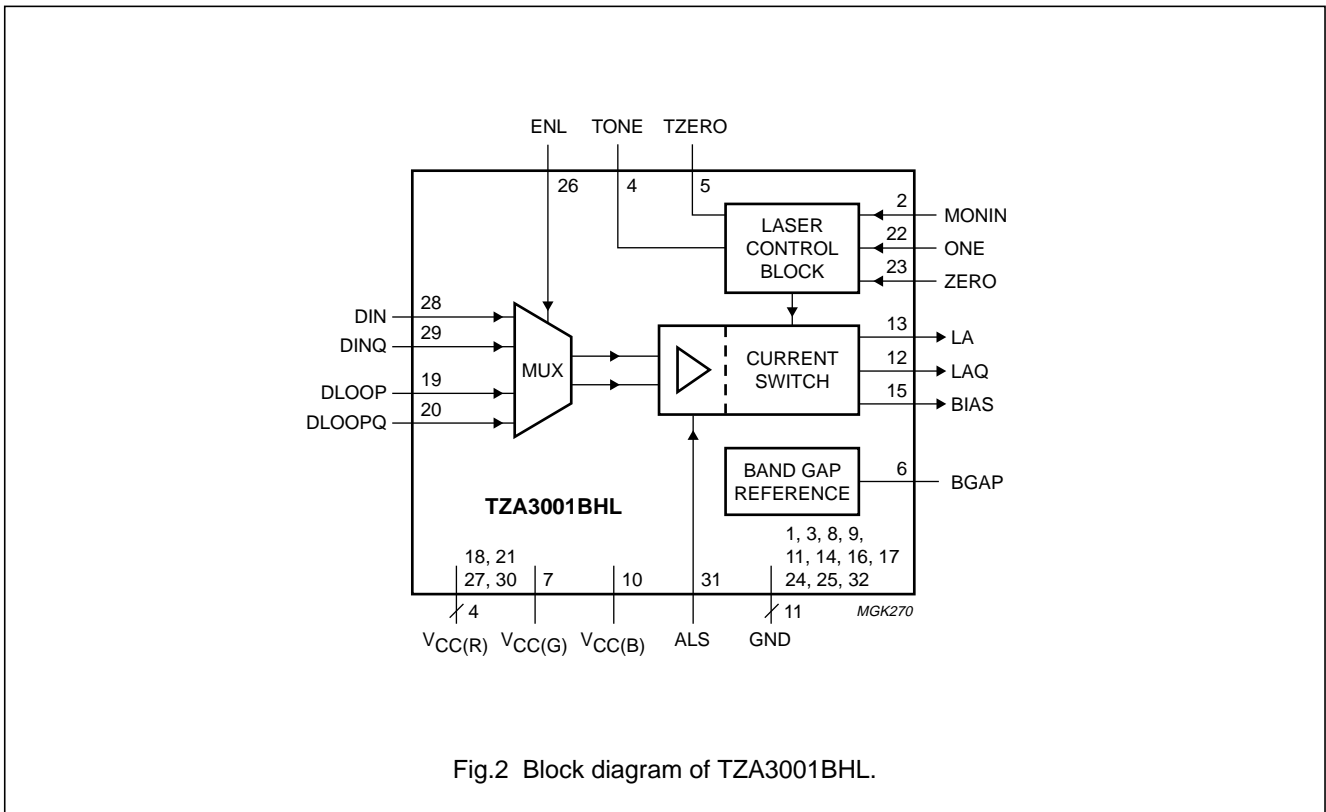 ENL TONE TZERO
26 4 5
2 MONIN
LASER CONTROL BLOCK
22 ONE
23 ZERO
DIN 28
DINQ 29
DLOOP 19
DLOOPQ 20
MUX
CURRENT SWITCH
13 LA
12 LAQ
15 BIAS
BAND GAP REFERENCE
6 BGAP
TZA3001BHL
18, 21
27, 30
7
10
31
1, 3, 8, 9,
11, 14, 16, 17
24, 25, 32
4
11
MGK270
VCC(R) VCC(G) VCC(B) ALS GND
Fig.2 Block diagram of TZA3001BHL.